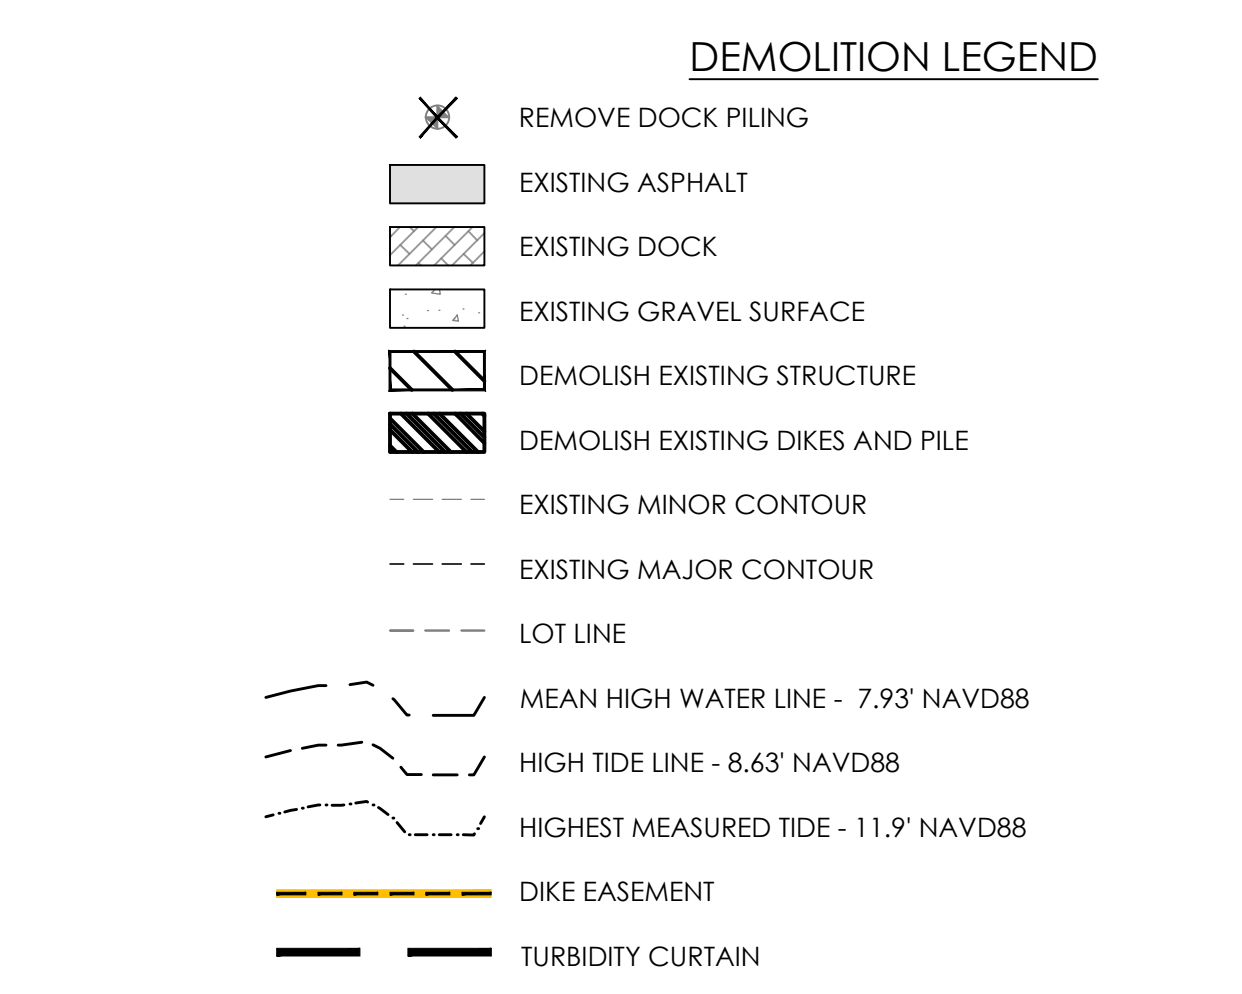 DEMOLITION LEGEND
REMOVE DOCK PILING
EXISTING ASPHALT
EXISTING DOCK
EXISTING GRAVEL SURFACE
DEMOLISH EXISTING STRUCTURE
DEMOLISH EXISTING DIKES AND PILE
EXISTING MINOR CONTOUR
EXISTING MAJOR CONTOUR
LOT LINE
MEAN HIGH WATER LINE - 7.93' NAVD88
HIGH TIDE LINE - 8.63' NAVD88
HIGHEST MEASURED TIDE - 11.9' NAVD88
DIKE EASEMENT
TURBIDITY CURTAIN